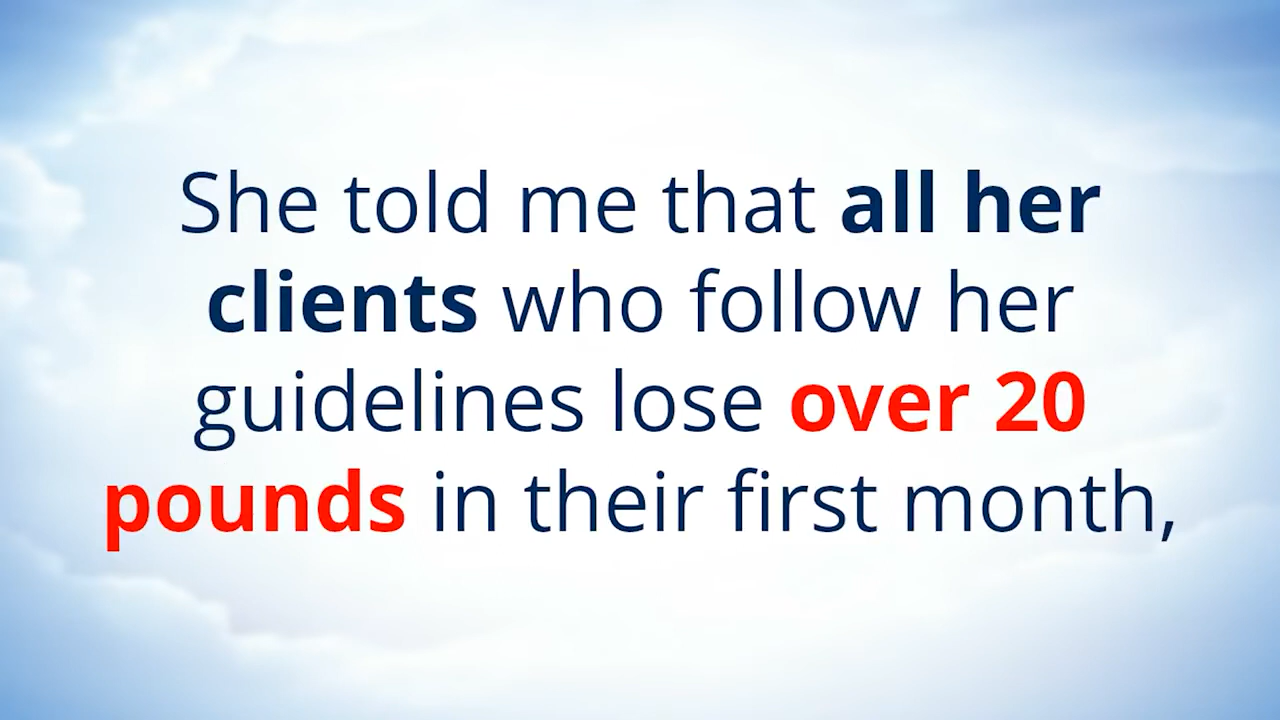 She told me that all her
clients who follow her
guidelines lose over 20
pounds in their first month,